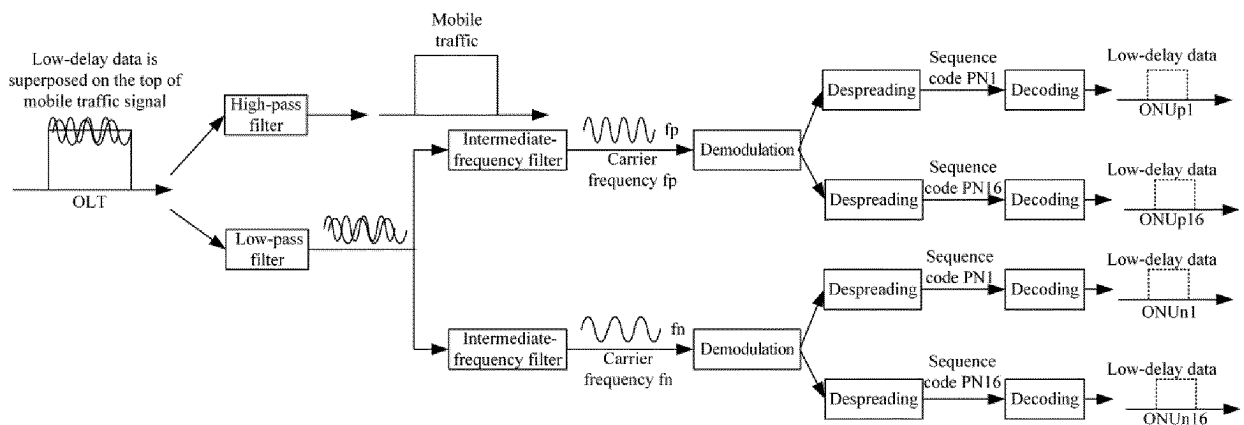 Low-delay data is
superposed on the top of
mobile traffic signal
OLT
High-pass
filter
Mobile
traffic
Low-pass
filter
Intermediate-
frequency filter
fp
Carrier
frequency fp
Demodulation
Despreading
Sequence
code PN1
Decoding
Low-delay data
ONUp1
Despreading
Sequence
code PN16
Decoding
Low-delay data
ONUp16
Intermediate-
frequency filter
fn
Carrier
frequency fn
Demodulation
Despreading
Sequence
code PN1
Decoding
Low-delay data
ONUn1
Despreading
Sequence
code PN16
Decoding
Low-delay data
ONUn16